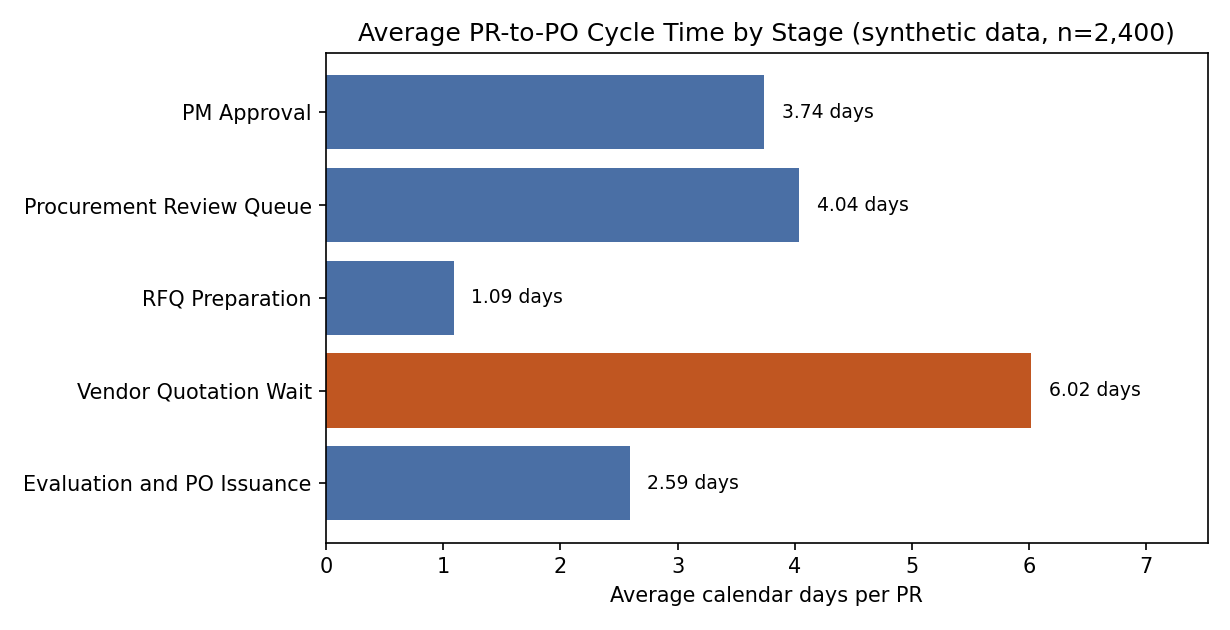 Average PR-to-PO Cycle Time by Stage (synthetic data, n=2,400)
PM Approval
3.74 days
Procurement Review Queue
4.04 days
RFQ Preparation
1.09 days
Vendor Quotation Wait
6.02 days
Evaluation and PO Issuance
2.59 days
0 1 2 3 4 5 6 7
Average calendar days per PR